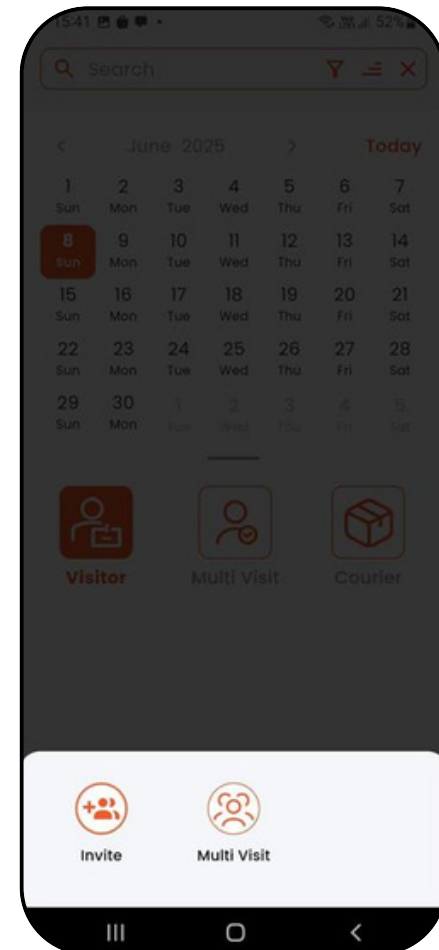 15:41 52%
Search
June 2025 Today
1 2 3 4 5 6 7
Sun Mon Tue Wed Thu Fri Sat
8 9 10 11 12 13 14
Sun Mon Tue Wed Thu Fri Sat
15 16 17 18 19 20 21
Sun Mon Tue Wed Thu Fri Sat
22 23 24 25 26 27 28
Sun Mon Tue Wed Thu Fri Sat
29 30 1 2 3 4 5
Sun Mon Tue Wed Thu Fri Sat
Visitor Multi Visit Courier
Invite Multi Visit